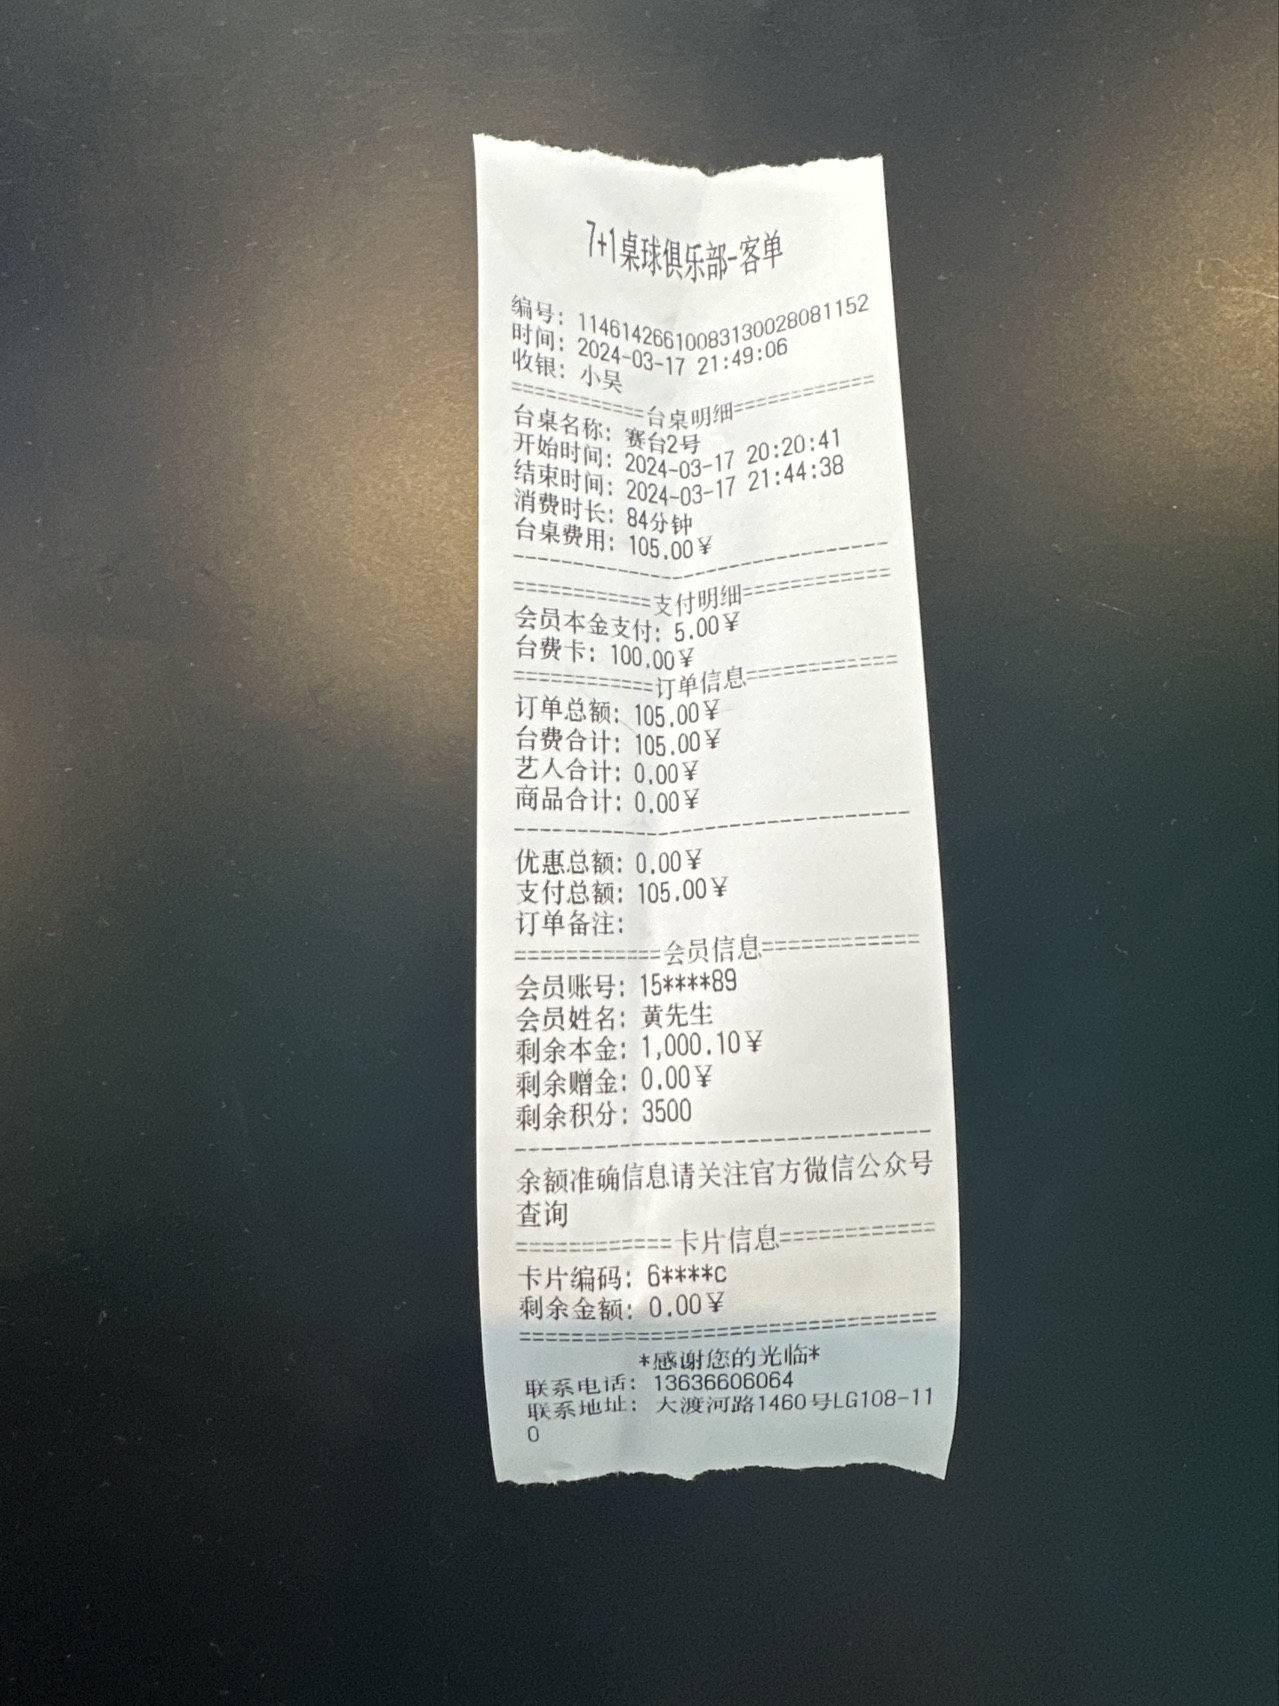 7+1桌球俱乐部-客单
编号: 11461426610083130028081152
时间: 2024-03-17 21:49:06
收银: 小吴
===========台桌明细============
台桌名称: 赛台2号
开始时间: 2024-03-17 20:20:41
结束时间: 2024-03-17 21:44:38
消费时长: 84分钟
台桌费用: 105.00¥
--------------------------------
===========支付明细============
会员本金支付: 5.00¥
台费卡: 100.00¥
===========订单信息============
订单总额: 105.00¥
台费合计: 105.00¥
艺人合计: 0.00¥
商品合计: 0.00¥
--------------------------------
优惠总额: 0.00¥
支付总额: 105.00¥
订单备注:
===========会员信息============
会员账号: 15****89
会员姓名: 黄先生
剩余本金: 1,000.10¥
剩余赠金: 0.00¥
剩余积分: 3500
--------------------------------
余额准确信息请关注官方微信公众号
查询
===========卡片信息============
卡片编码: 6****c
剩余金额: 0.00¥
================================
*感谢您的光临*
联系电话: 13636606064
联系地址: 大渡河路1460号LG108-11
0